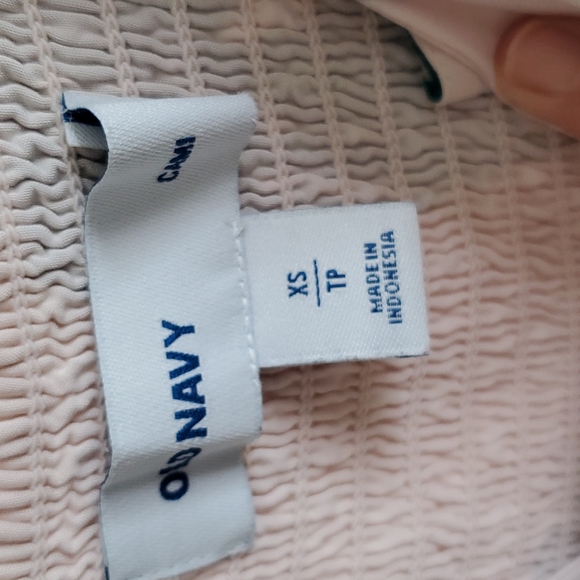 OLD NAVY
CAMI
XS
TP
MADE IN
INDONESIA